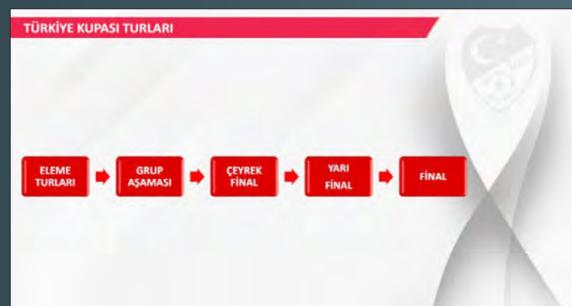 TÜRKİYE KUPASI TURLARI
ELEME
TURLARI
GRUP
AŞAMASI
ÇEYREK
FİNAL
YARI
FİNAL
FİNAL